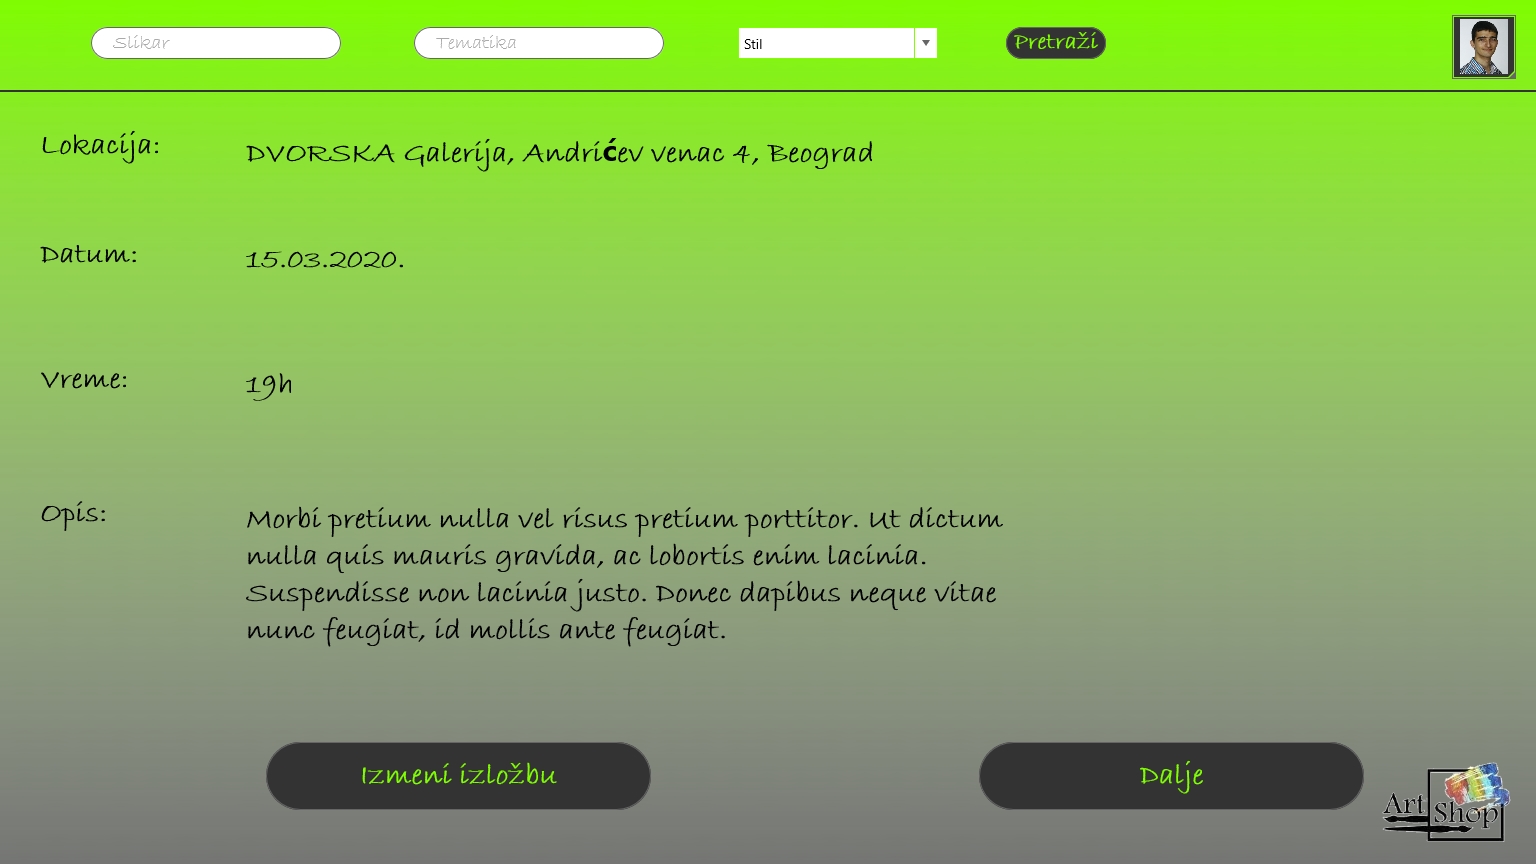 Slikar
Tematika
Stil
Pretraži
Lokacija:
DVORSKA Galerija, Andrićev venac 4, Beograd
Datum:
15.03.2020.
Vreme:
19h
Opis:
Morbi pretium nulla vel risus pretium porttitor. Ut dictum
nulla quis mauris gravida, ac lobortis enim lacinia.
Suspendisse non lacinia justo. Donec dapibus neque vitae
nunc feugiat, id mollis ante feugiat.
Izmeni izložbu
Dalje
Art
Shop